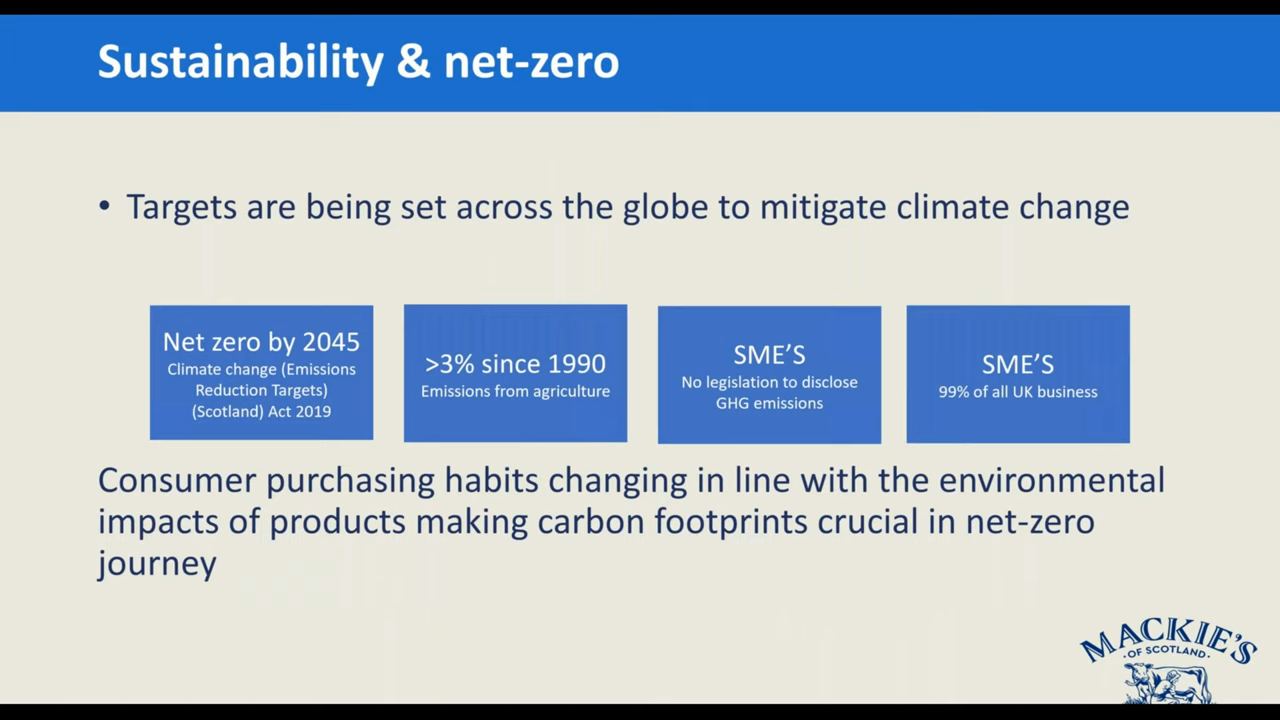 Sustainability & net-zero
• Targets are being set across the globe to mitigate climate change
Net zero by 2045
Climate change (Emissions
Reduction Targets)
(Scotland) Act 2019
>3% since 1990
Emissions from agriculture
SME’S
No legislation to disclose
GHG emissions
SME’S
99% of all UK business
Consumer purchasing habits changing in line with the environmental
impacts of products making carbon footprints crucial in net-zero
journey
MACKIE’S
·OF SCOTLAND·